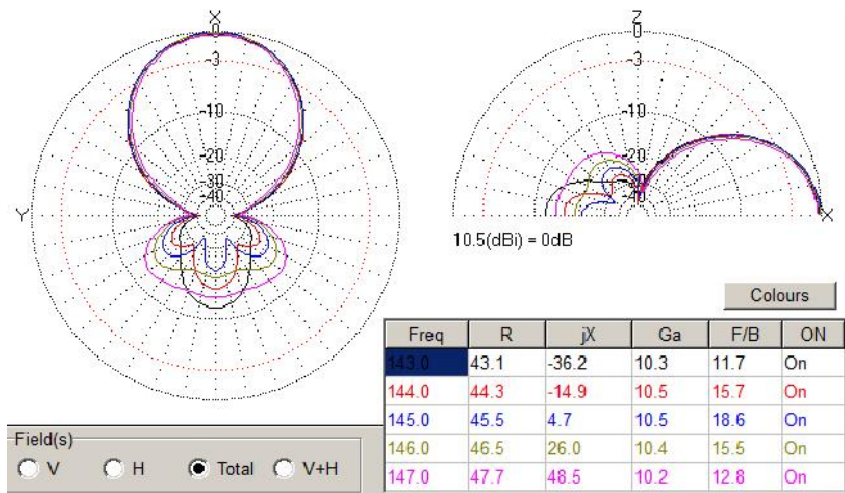 X
0
-3
-10
-20
-30
-40
Y
Z
0
-3
-10
-20
-30
-40
X
10.5(dBi) = 0dB
Colours
Freq R jX Ga F/B ON
143.0 43.1 -36.2 10.3 11.7 On
144.0 44.3 -14.9 10.5 15.7 On
145.0 45.5 4.7 10.5 18.6 On
146.0 46.5 26.0 10.4 15.5 On
147.0 47.7 48.5 10.2 12.8 On
Field(s)
V H Total V+H